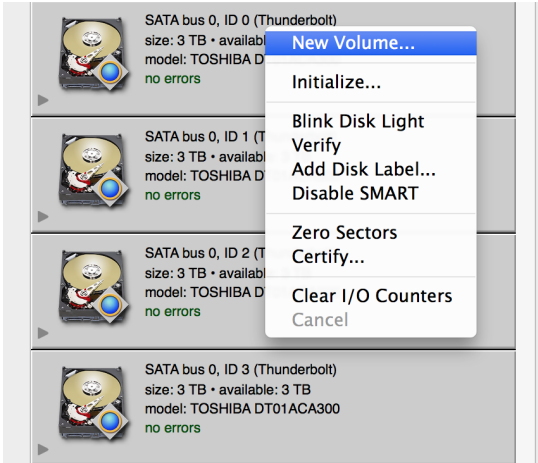 SATA bus 0, ID 0 (Thunderbolt)
size: 3 TB • availabl
model: TOSHIBA D
no errors
New Volume...
Initialize...
Blink Disk Light
Verify
Add Disk Label...
Disable SMART
Zero Sectors
Certify...
Clear I/O Counters
Cancel
SATA bus 0, ID 1 (T
size: 3 TB • availabl
model: TOSHIBA D
no errors
SATA bus 0, ID 2 (T
size: 3 TB • availabl
model: TOSHIBA D
no errors
SATA bus 0, ID 3 (Thunderbolt)
size: 3 TB • available: 3 TB
model: TOSHIBA DT01ACA300
no errors